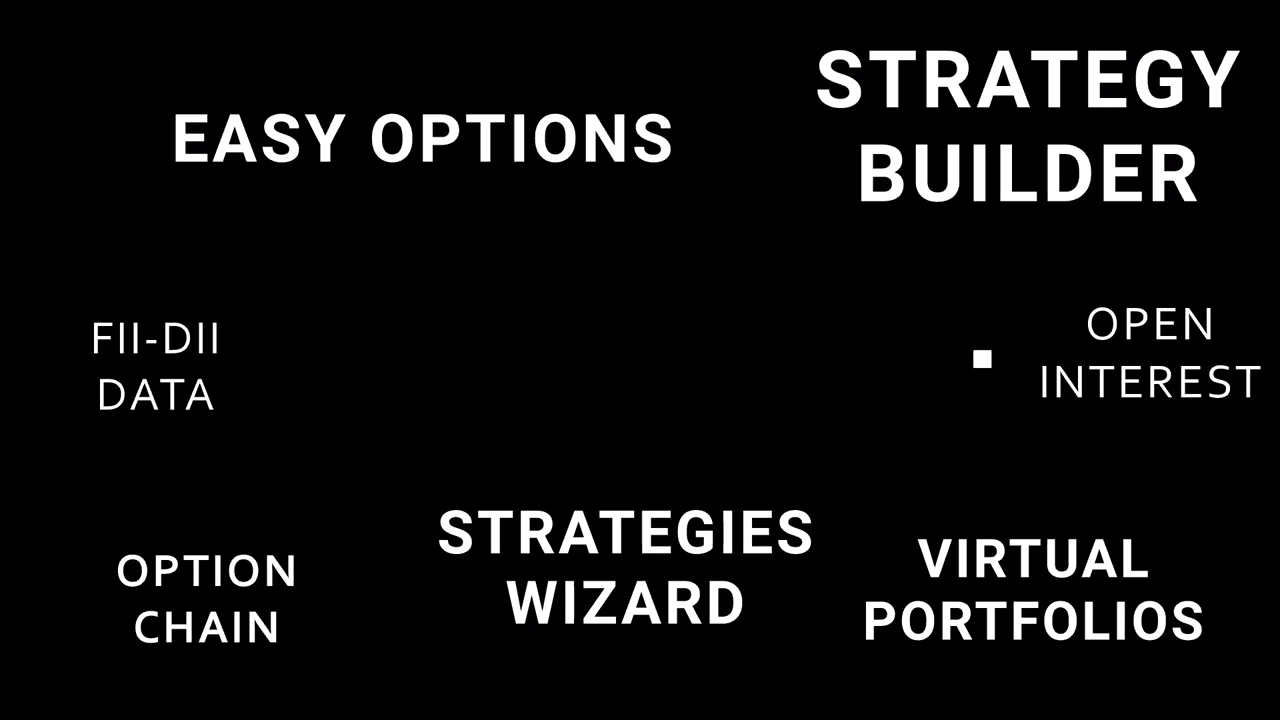 EASY OPTIONS
STRATEGY
BUILDER
FII-DII
DATA
OPEN
INTEREST
OPTION
CHAIN
STRATEGIES
WIZARD
VIRTUAL
PORTFOLIOS